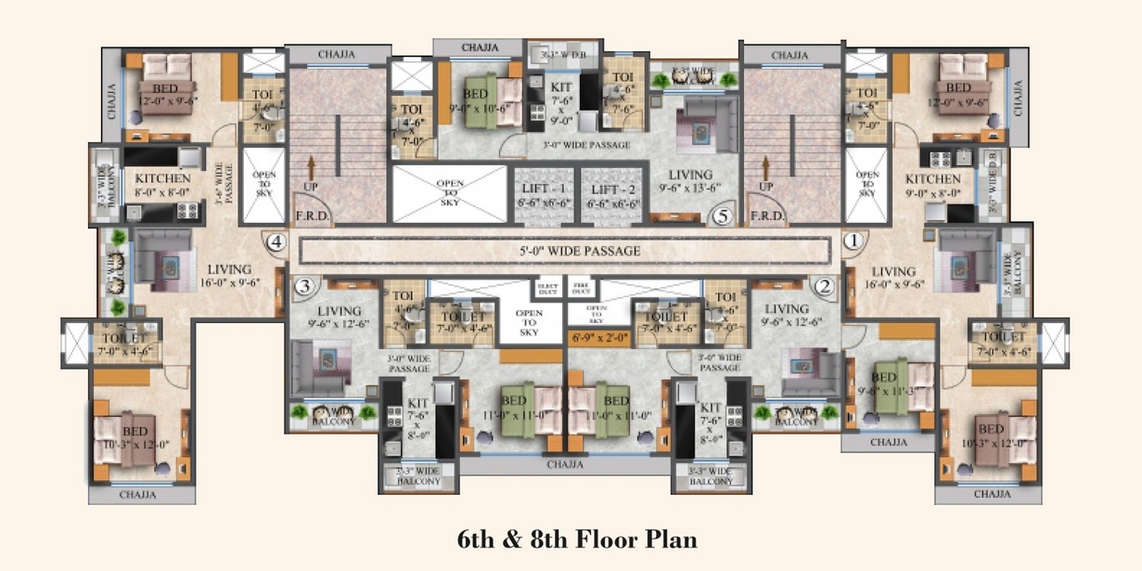 CHAJJA
CHAJJA
CHAJJA
BED
12'-0" x 9'-6"
TOI
4'-6"
7'-0"
CHAJJA
TOI
4'-6"
x
7'-0"
BED
9'-0" x 10'-6"
3'-3" W D.B
KIT
7'-6"
x
9'-0"
TOI
4'-6"
x
7'-6"
3'-3" WIDE
BALCONY
3'-0" WIDE PASSAGE
TOI
4'-6"
x
7'-0"
BED
12'-0" x 9'-6"
CHAJJA
3'-3" WIDE
BALCONY
KITCHEN
8'-0" x 8'-0"
3'-6" WIDE
PASSAGE
OPEN
TO
SKY
UP
F.R.D.
OPEN
TO
SKY
LIFT - 1
6'-6" x6'-6"
LIFT - 2
6'-6" x6'-6"
LIVING
9'-6" x 13'-6"
5
UP
F.R.D.
OPEN
TO
SKY
KITCHEN
9'-0" x 8'-0"
3'-3" WIDE D.B
4
5'-0" WIDE PASSAGE
1
LIVING
16'-0" x 9'-6"
LIVING
16'-0" x 9'-6"
3'-3" WIDE
BALCONY
3
LIVING
9'-6" x 12'-6"
TOI
4'-6"
7'-0"
TOILET
7'-0" x 4'-6"
ELECT
DUCT
FIRE
DUCT
OPEN
TO
SKY
OPEN
TO
SKY
6'-9" x 2'-0"
TOILET
7'-0" x 4'-6"
TOI
4'-6"
7'-0"
2
LIVING
9'-6" x 12'-6"
TOILET
7'-0" x 4'-6"
TOILET
7'-0" x 4'-6"
3'-0" WIDE
PASSAGE
3'-0" WIDE
PASSAGE
BED
10'-3" x 12'-0"
3'-3" WIDE
BALCONY
KIT
7'-6"
x
8'-0"
BED
11'-0" x 11'-0"
BED
11'-0" x 11'-0"
KIT
7'-6"
x
8'-0"
3'-3" WIDE
BALCONY
BED
9'-6" x 11'-3"
BED
10'-3" x 12'-0"
CHAJJA
CHAJJA
3'-3" WIDE
BALCONY
CHAJJA
3'-3" WIDE
BALCONY
CHAJJA
6th & 8th Floor Plan